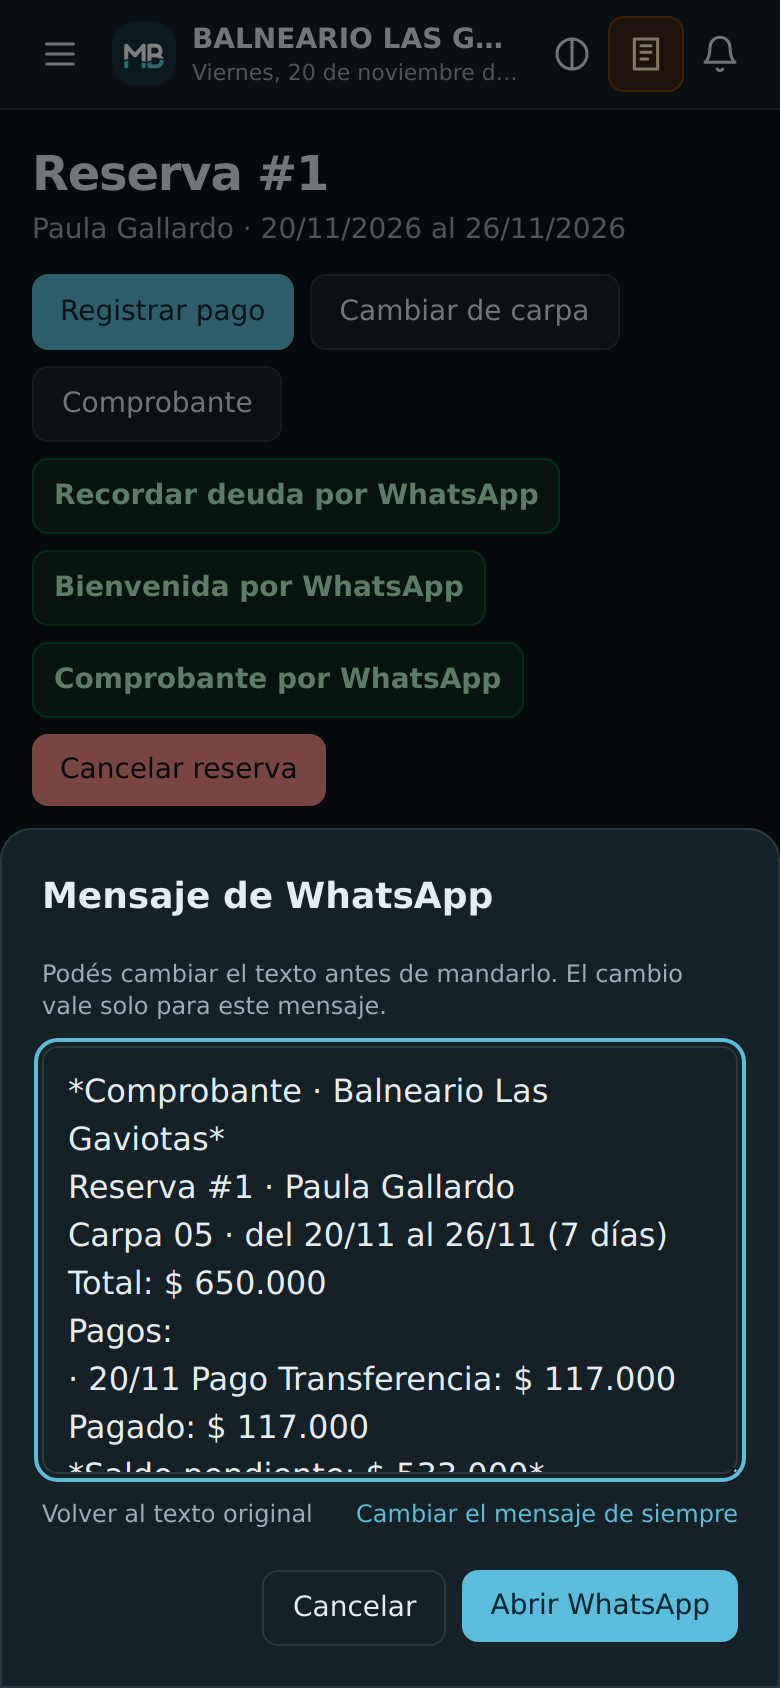 MB
BALNEARIO LAS G...
Viernes, 20 de noviembre d...
Reserva #1
Paula Gallardo · 20/11/2026 al 26/11/2026
Registrar pago
Cambiar de carpa
Comprobante
Recordar deuda por WhatsApp
Bienvenida por WhatsApp
Comprobante por WhatsApp
Cancelar reserva
Mensaje de WhatsApp
Podés cambiar el texto antes de mandarlo. El cambio
vale solo para este mensaje.
*Comprobante · Balneario Las
Gaviotas*
Reserva #1 · Paula Gallardo
Carpa 05 · del 20/11 al 26/11 (7 días)
Total: $ 650.000
Pagos:
· 20/11 Pago Transferencia: $ 117.000
Pagado: $ 117.000
*Saldo pendiente: $ 533.000*
Volver al texto original
Cambiar el mensaje de siempre
Cancelar
Abrir WhatsApp